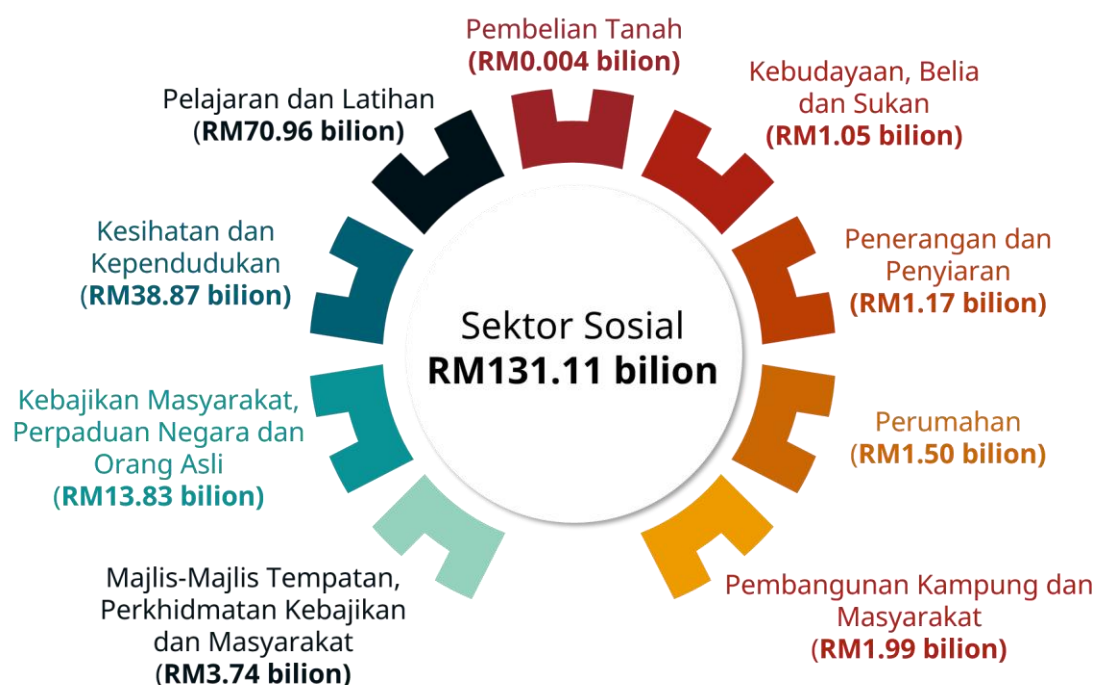 Pembelian Tanah
(RM0.004 bilion)
Kebudayaan, Belia
dan Sukan
(RM1.05 bilion)
Penerangan dan
Penyiaran
(RM1.17 bilion)
Perumahan
(RM1.50 bilion)
Pembangunan Kampung dan
Masyarakat
(RM1.99 bilion)
Majlis-Majlis Tempatan,
Perkhidmatan Kebajikan
dan Masyarakat
(RM3.74 bilion)
Kebajikan Masyarakat,
Perpaduan Negara dan
Orang Asli
(RM13.83 bilion)
Kesihatan dan
Kependudukan
(RM38.87 bilion)
Pelajaran dan Latihan
(RM70.96 bilion)
Sektor Sosial
RM131.11 bilion